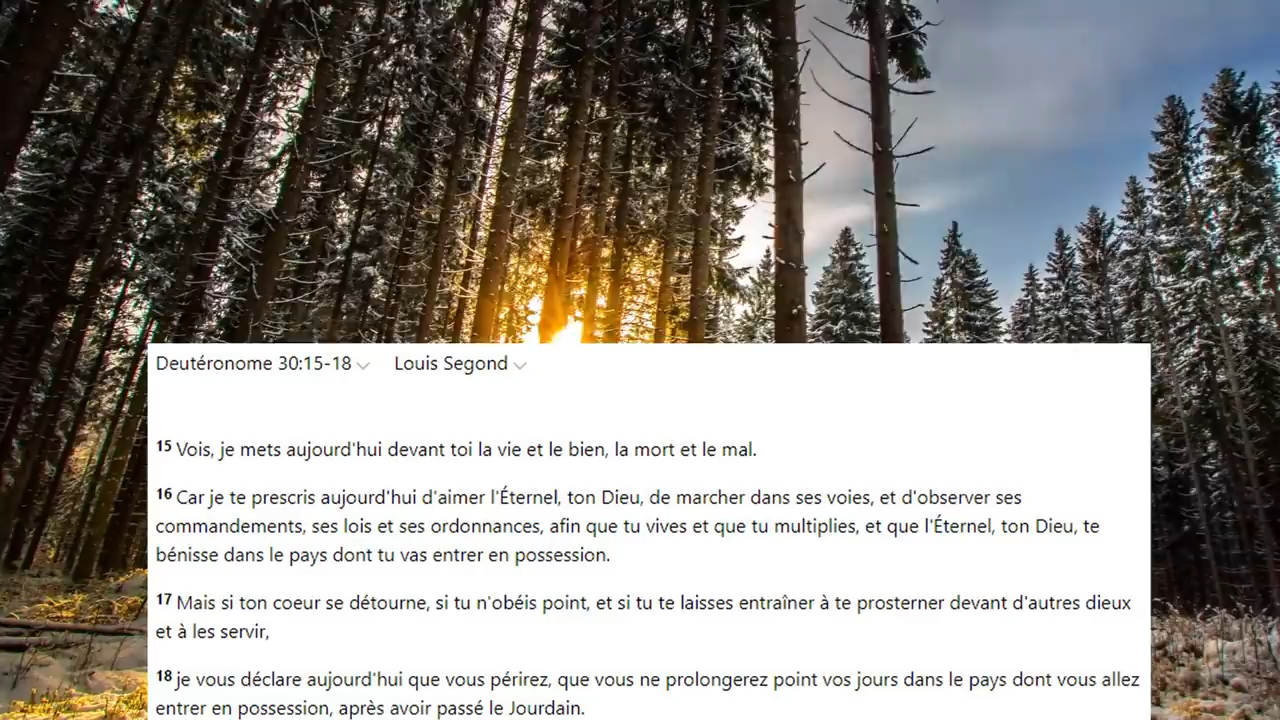 Deutéronome 30:15-18 Louis Segond
15 Vois, je mets aujourd'hui devant toi la vie et le bien, la mort et le mal.
16 Car je te prescris aujourd'hui d'aimer l'Éternel, ton Dieu, de marcher dans ses voies, et d'observer ses
commandements, ses lois et ses ordonnances, afin que tu vives et que tu multiplies, et que l'Éternel, ton Dieu, te
bénisse dans le pays dont tu vas entrer en possession.
17 Mais si ton coeur se détourne, si tu n'obéis point, et si tu te laisses entraîner à te prosterner devant d'autres dieux
et à les servir,
18 je vous déclare aujourd'hui que vous périrez, que vous ne prolongerez point vos jours dans le pays dont vous allez
entrer en possession, après avoir passé le Jourdain.